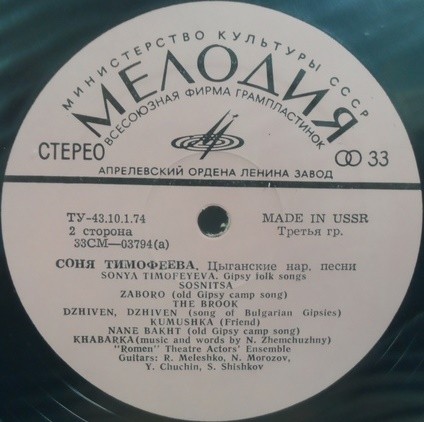 МИНИСТЕРСТВО КУЛЬТУРЫ СССР
МЕЛОДИЯ
ВСЕСОЮЗНАЯ ФИРМА ГРАМПЛАСТИНОК
СТЕРЕО 33
АПРЕЛЕВСКИЙ ОРДЕНА ЛЕНИНА ЗАВОД
ТУ-43.10.1.74 MADE IN USSR
2 сторона Третья гр.
33СМ—03794(а)
СОНЯ ТИМОФЕЕВА. Цыганские нар. песни
SONYA TIMOFEYEVA. Gipsy folk songs
SOSNITSA
ZABORO (old Gipsy camp song)
THE BROOK
DZHIVEN, DZHIVEN (song of Bulgarian Gipsies)
KUMUSHKA (Friend)
NANE BAKHT (old Gipsy camp song)
KHABARKA (music and words by N. Zhemchuzhny)
"Romen" Theatre Actors' Ensemble
Guitars: R. Meleshko, N. Morozov,
Y. Chuchin, S. Shishkov